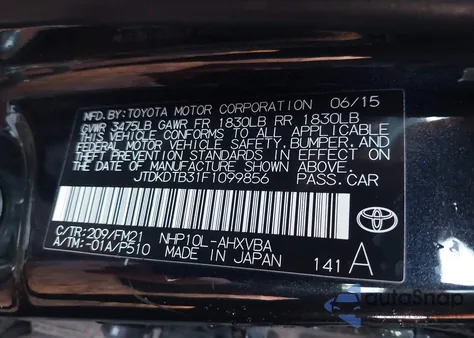 MFD. BY: TOYOTA MOTOR CORPORATION 06/15
GVWR 3475LB GAWR FR 1830LB RR 1830LB
THIS VEHICLE CONFORMS TO ALL APPLICABLE
FEDERAL MOTOR VEHICLE SAFETY, BUMPER, AND
THEFT PREVENTION STANDARDS IN EFFECT ON
THE DATE OF MANUFACTURE SHOWN ABOVE.
JTDKDTB31F1099856 PASS. CAR
C/TR: 209/FM21 NHP10L-AHXVBA
A/TM: -01A/P510 MADE IN JAPAN 141 A
autoSnap